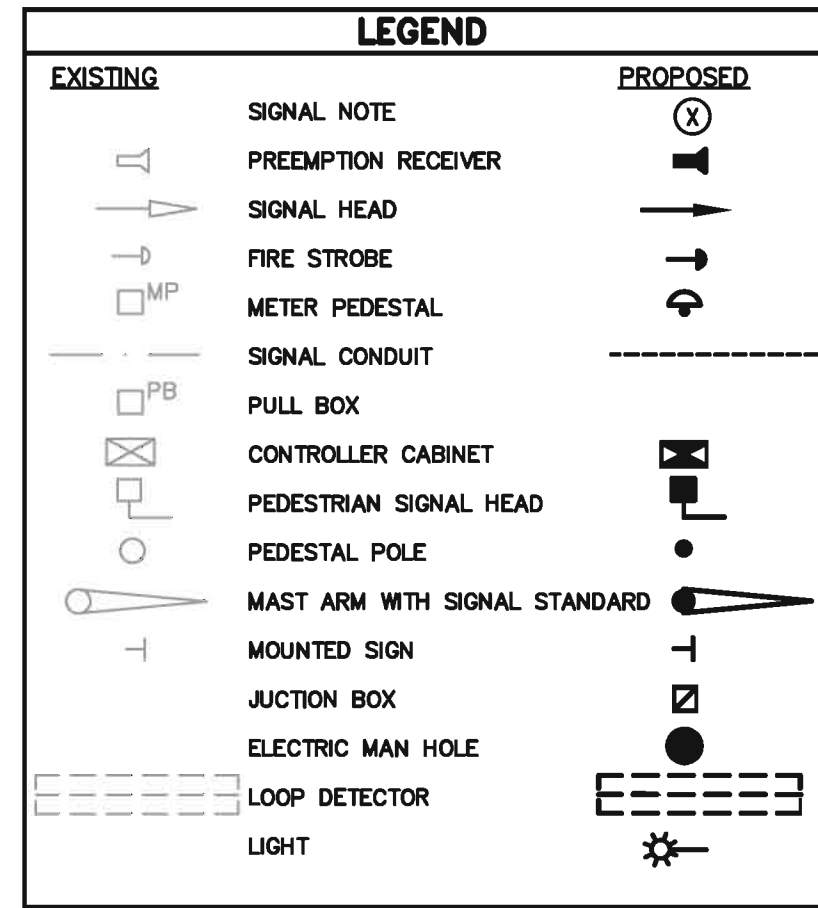 LEGEND
EXISTING PROPOSED
SIGNAL NOTE X
PREEMPTION RECEIVER
SIGNAL HEAD
FIRE STROBE
MP METER PEDESTAL
SIGNAL CONDUIT
PB PULL BOX
CONTROLLER CABINET
PEDESTRIAN SIGNAL HEAD
PEDESTAL POLE
MAST ARM WITH SIGNAL STANDARD
MOUNTED SIGN
JUCTION BOX
ELECTRIC MAN HOLE
LOOP DETECTOR
LIGHT